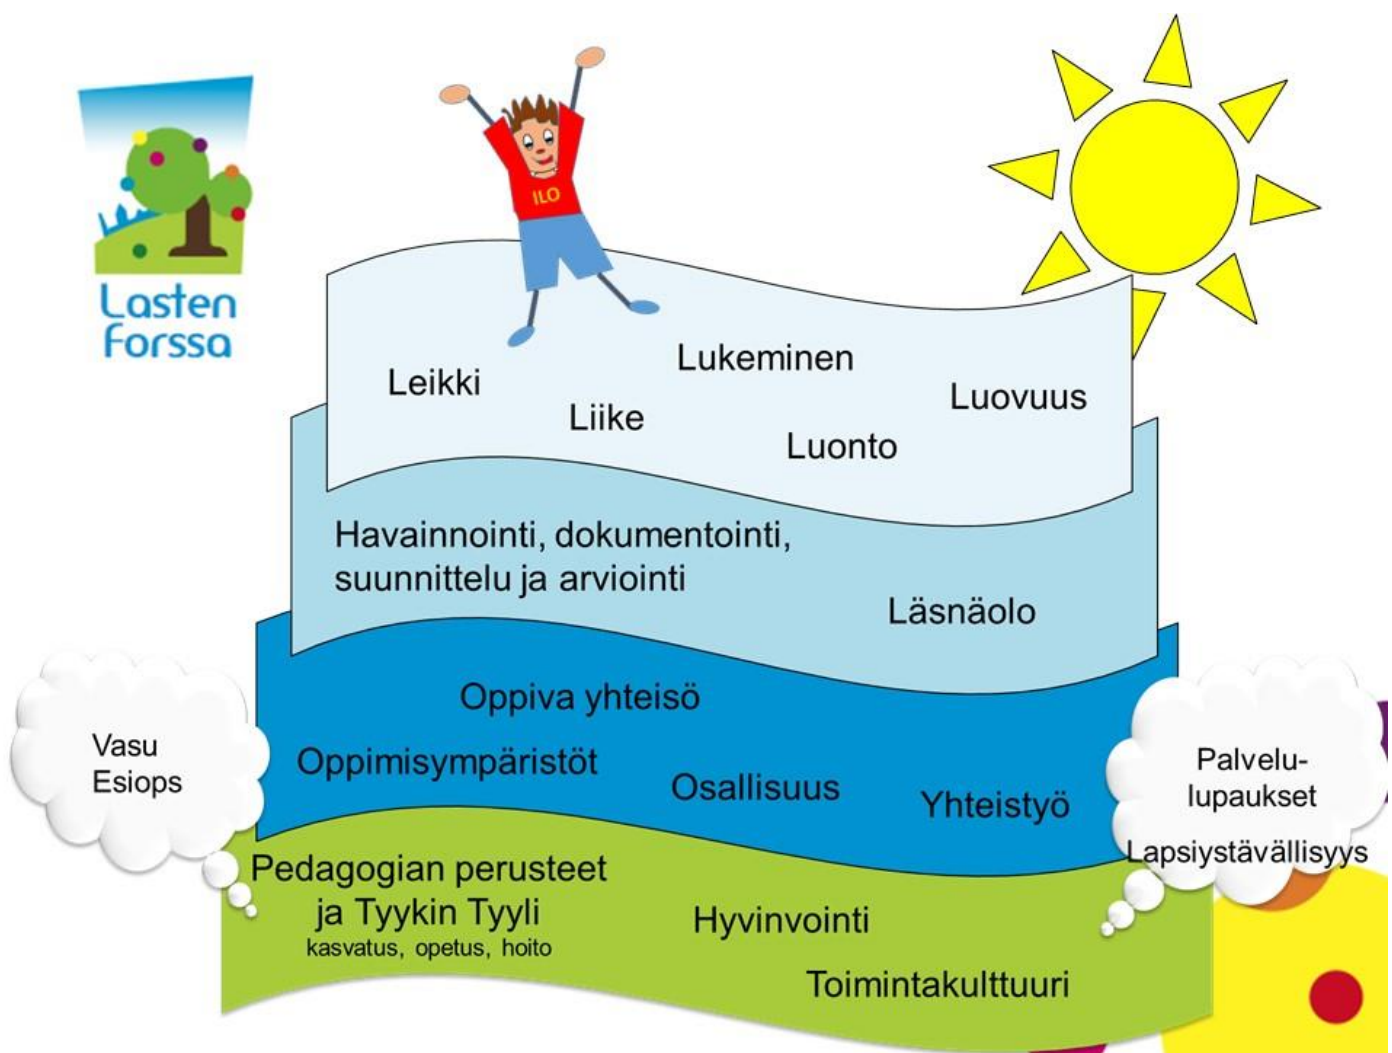 Lasten
Forssa
ILO
Lukeminen
Leikki
Luovuus
Liike
Luonto
Havainnointi, dokumentointi,
suunnittelu ja arviointi
Läsnäolo
Oppiva yhteisö
Oppimisympäristöt
Osallisuus
Yhteistyö
Vasu
Esiops
Palvelu-
lupaukset
Lapsiystävällisyys
Pedagogian perusteet
ja Tyykin Tyyli
kasvatus, opetus, hoito
Hyvinvointi
Toimintakulttuuri